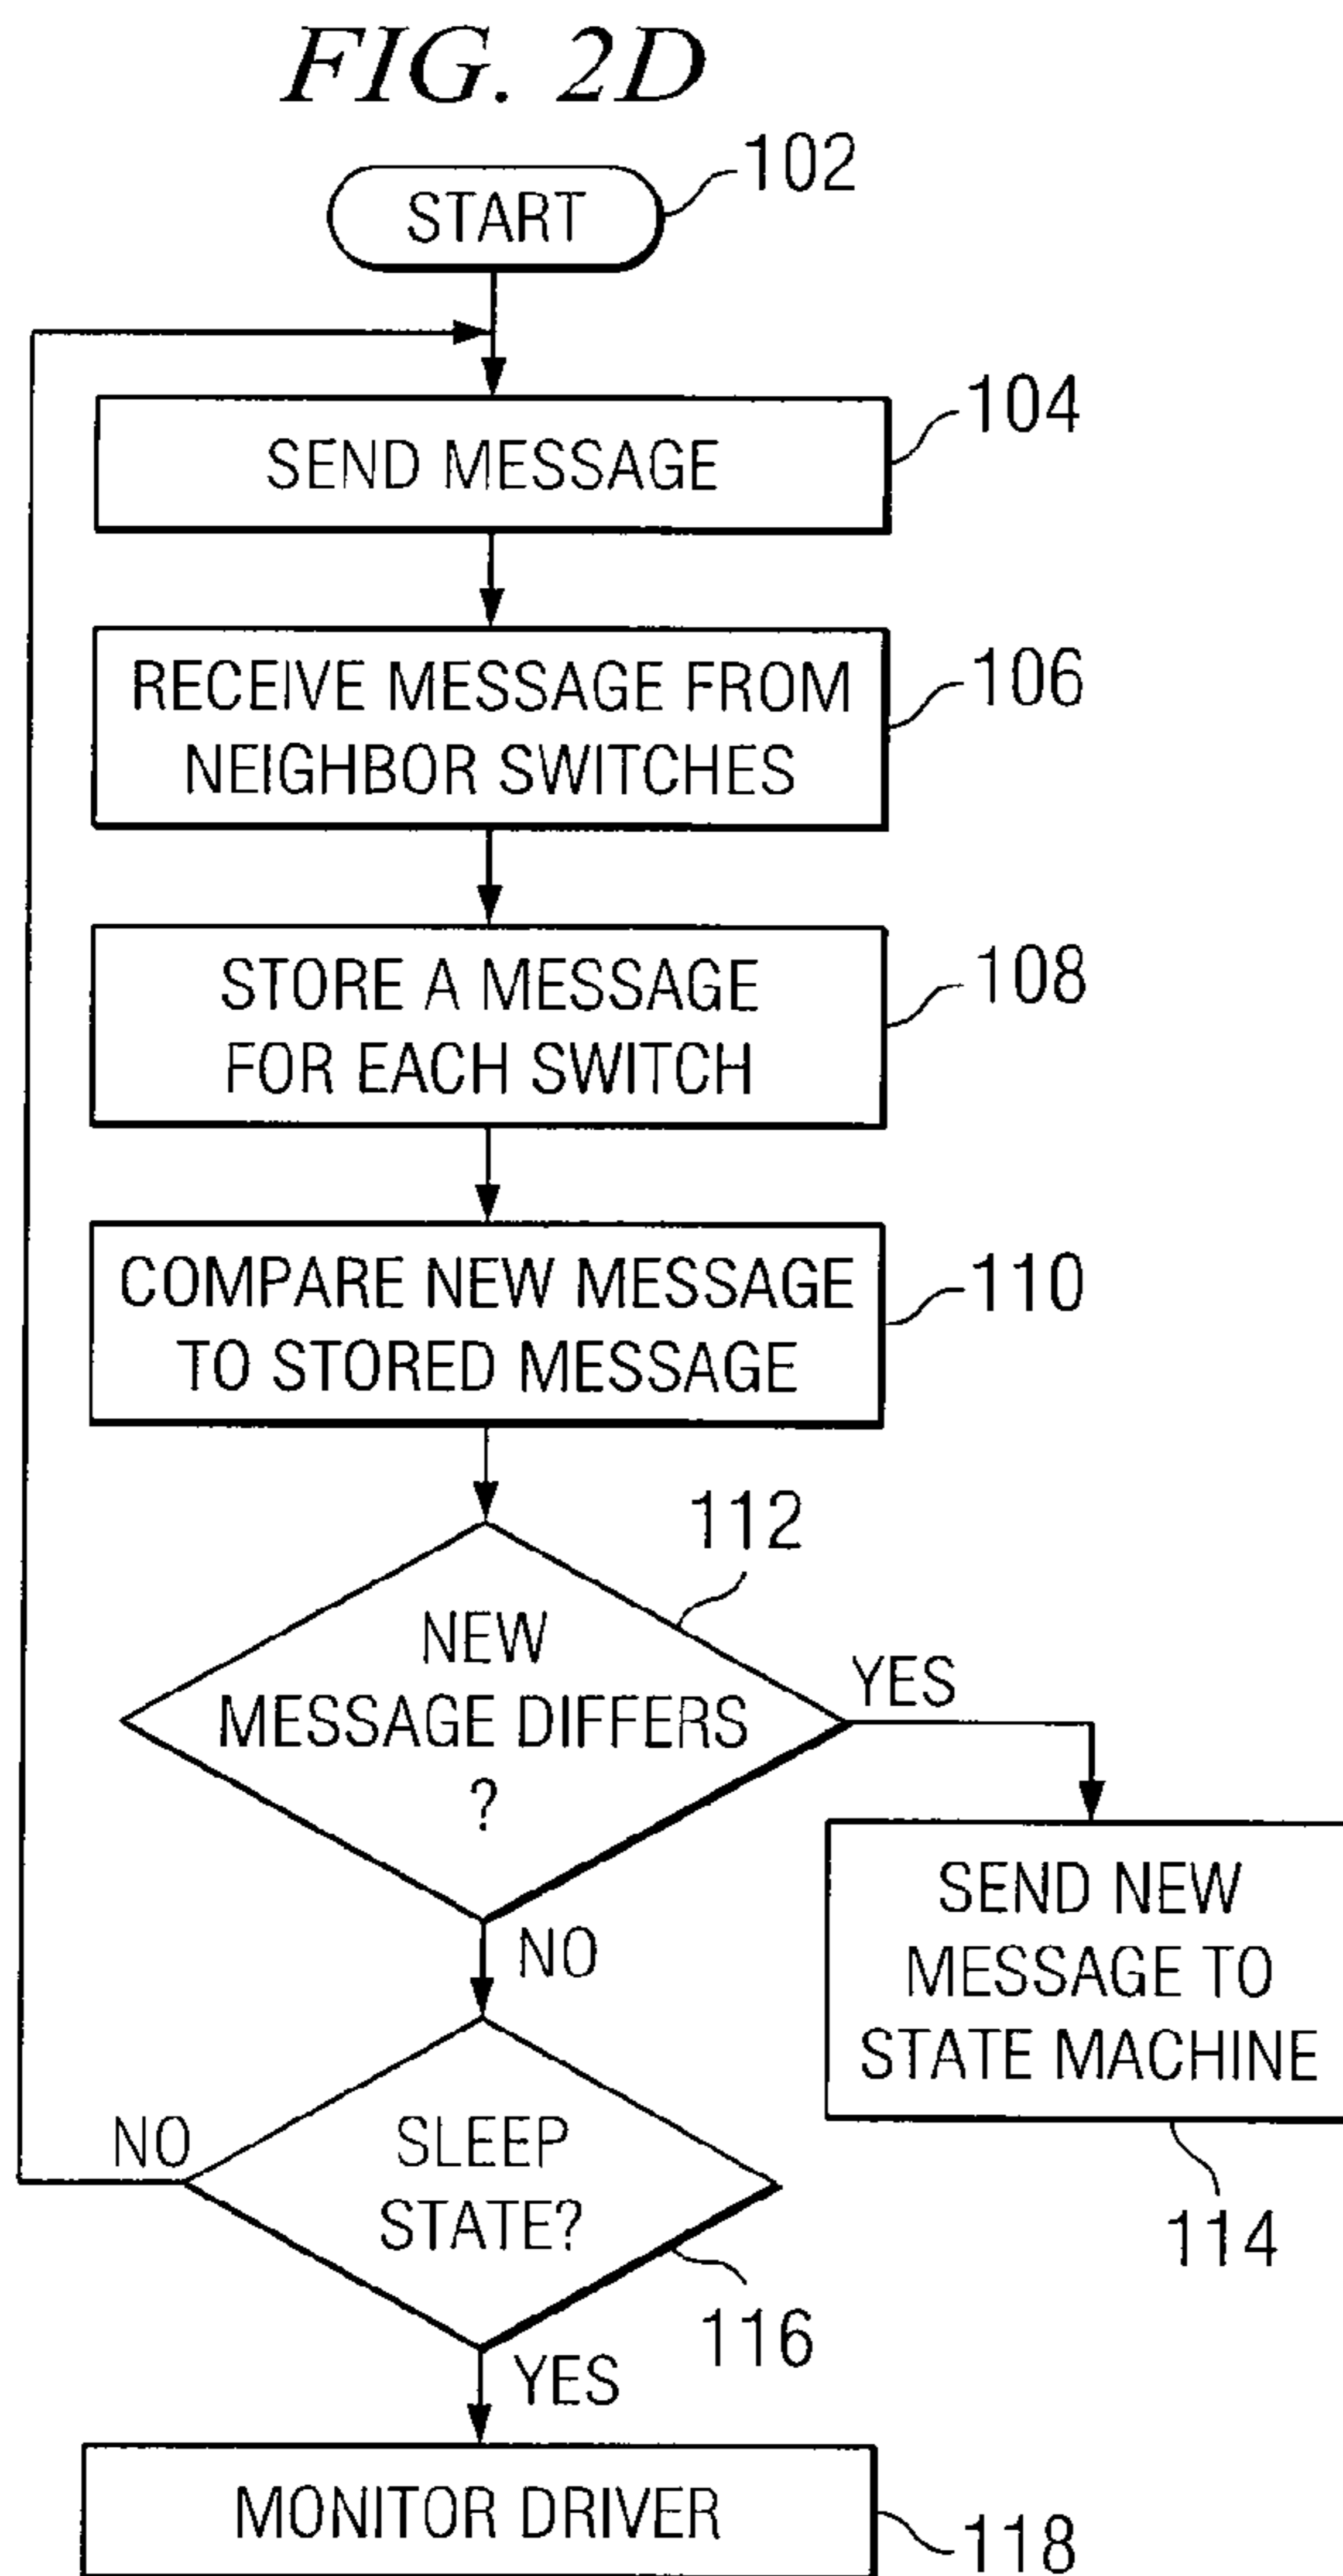 FIG. 2D
START
102
SEND MESSAGE
104
RECEIVE MESSAGE FROM
NEIGHBOR SWITCHES
106
STORE A MESSAGE
FOR EACH SWITCH
108
COMPARE NEW MESSAGE
TO STORED MESSAGE
110
112
NEW
MESSAGE DIFFERS
?
YES
SEND NEW
MESSAGE TO
STATE MACHINE
114
NO
SLEEP
STATE?
NO
116
YES
MONITOR DRIVER
118